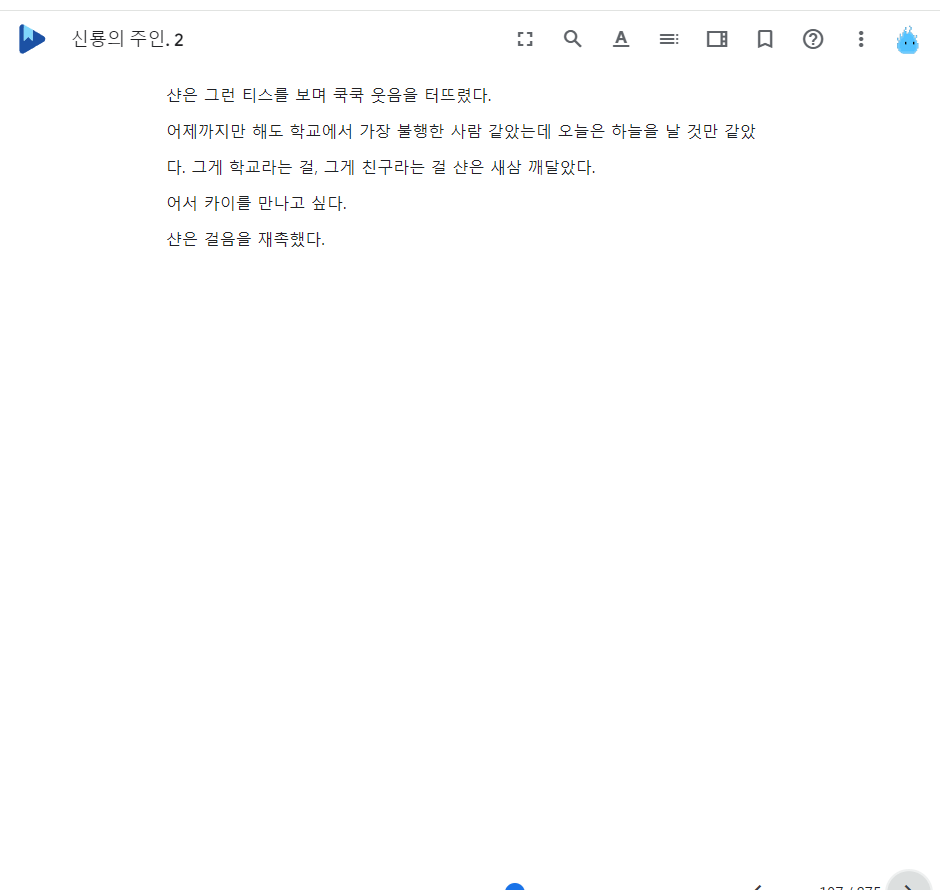 신룡의 주인. 2
샨은 그런 티스를 보며 쿡쿡 웃음을 터뜨렸다.
어제까지만 해도 학교에서 가장 불행한 사람 같았는데 오늘은 하늘을 날 것만 같았
다. 그게 학교라는 걸, 그게 친구라는 걸 샨은 새삼 깨달았다.
어서 카이를 만나고 싶다.
샨은 걸음을 재촉했다.